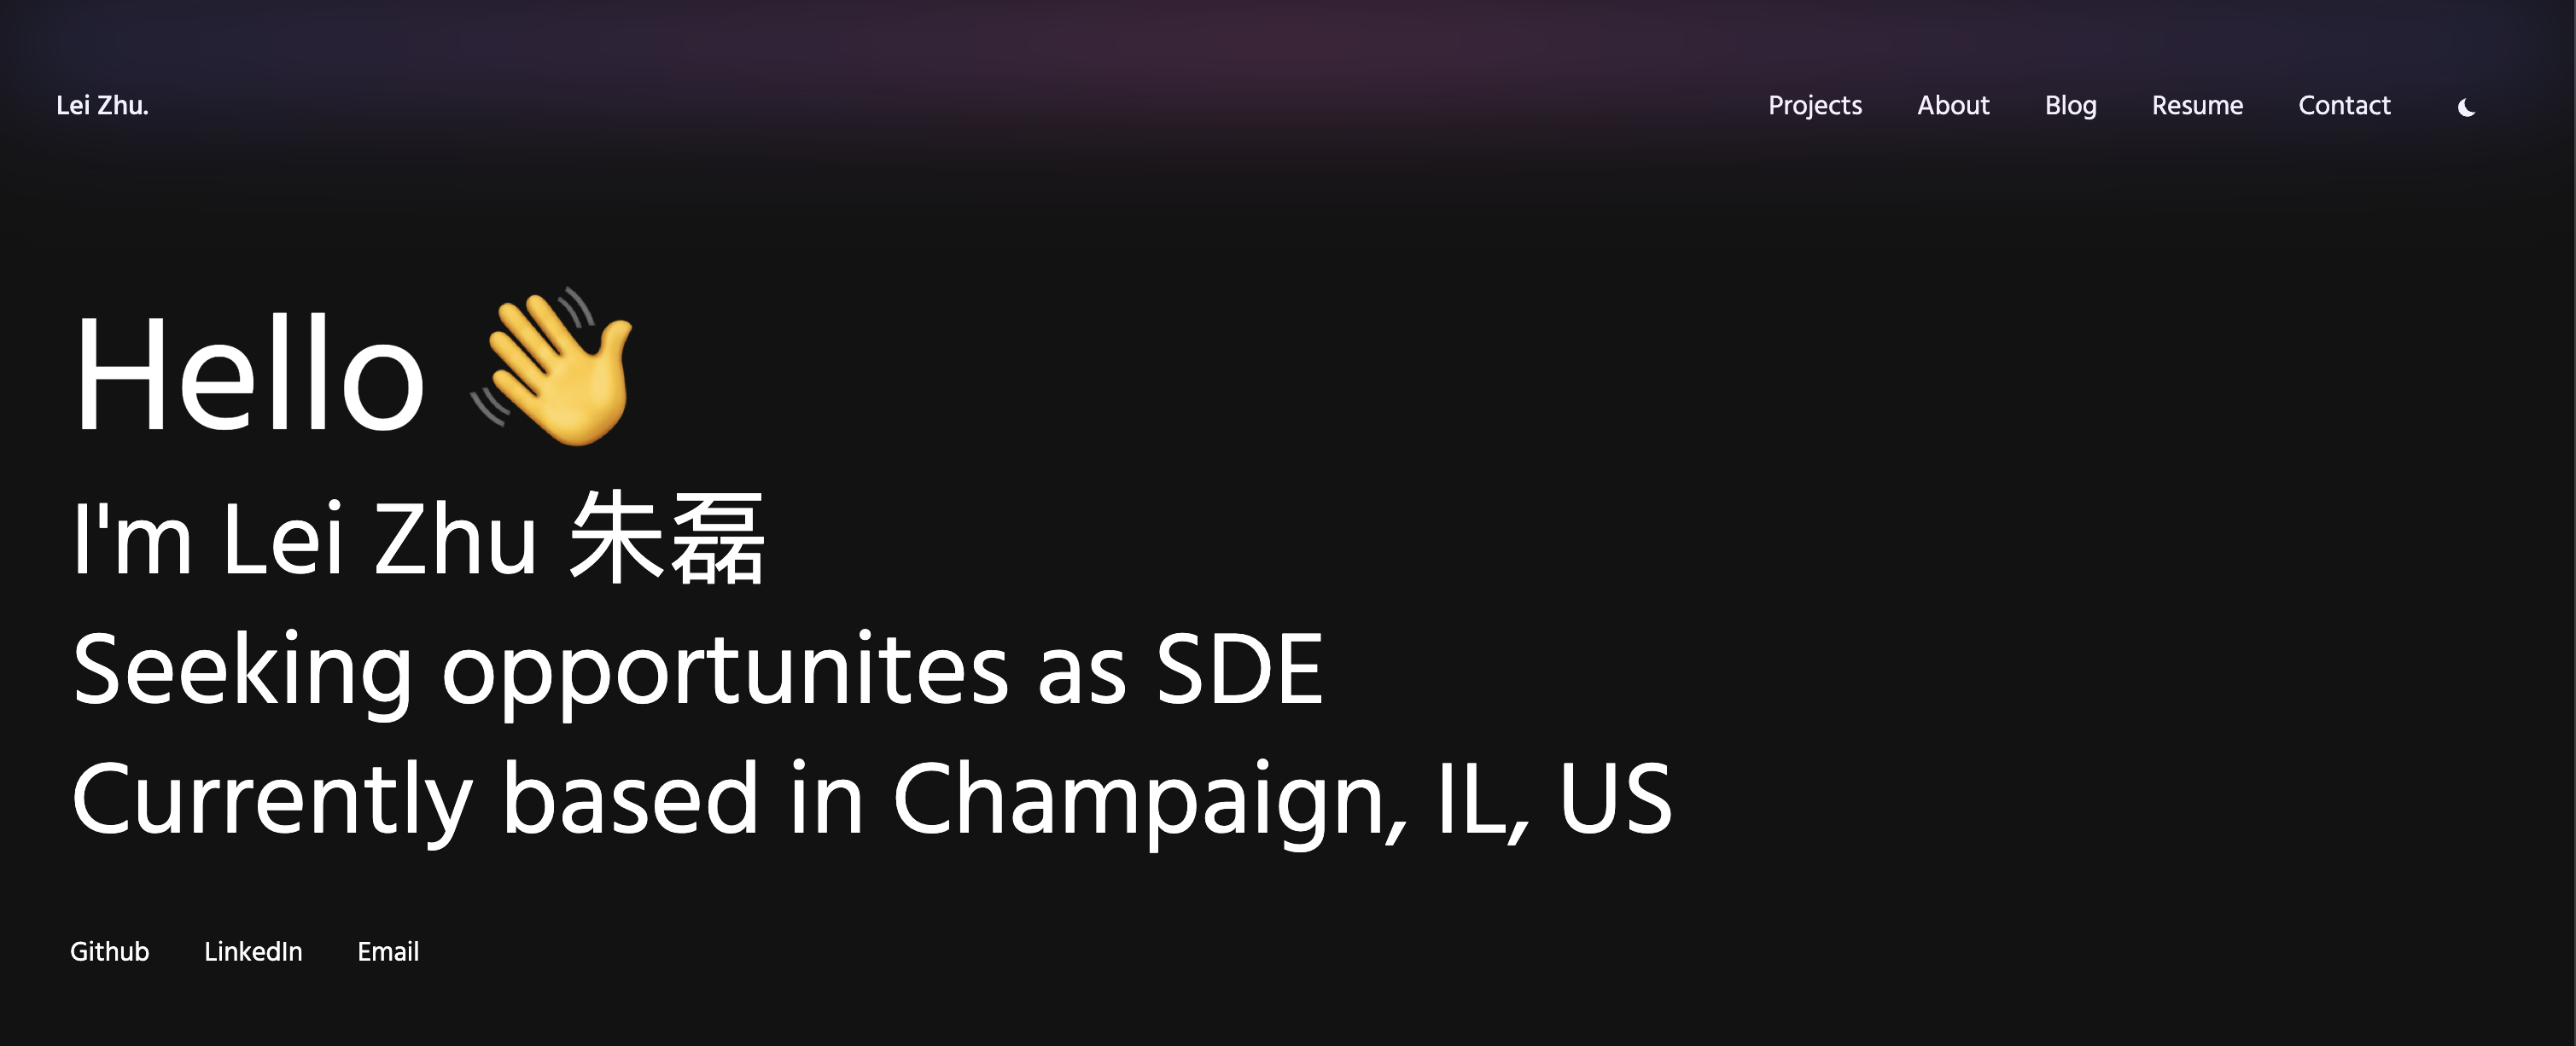 Lei Zhu.
Projects About Blog Resume Contact
Hello 👋
I'm Lei Zhu 朱磊
Seeking opportunites as SDE
Currently based in Champaign, IL, US
Github LinkedIn Email